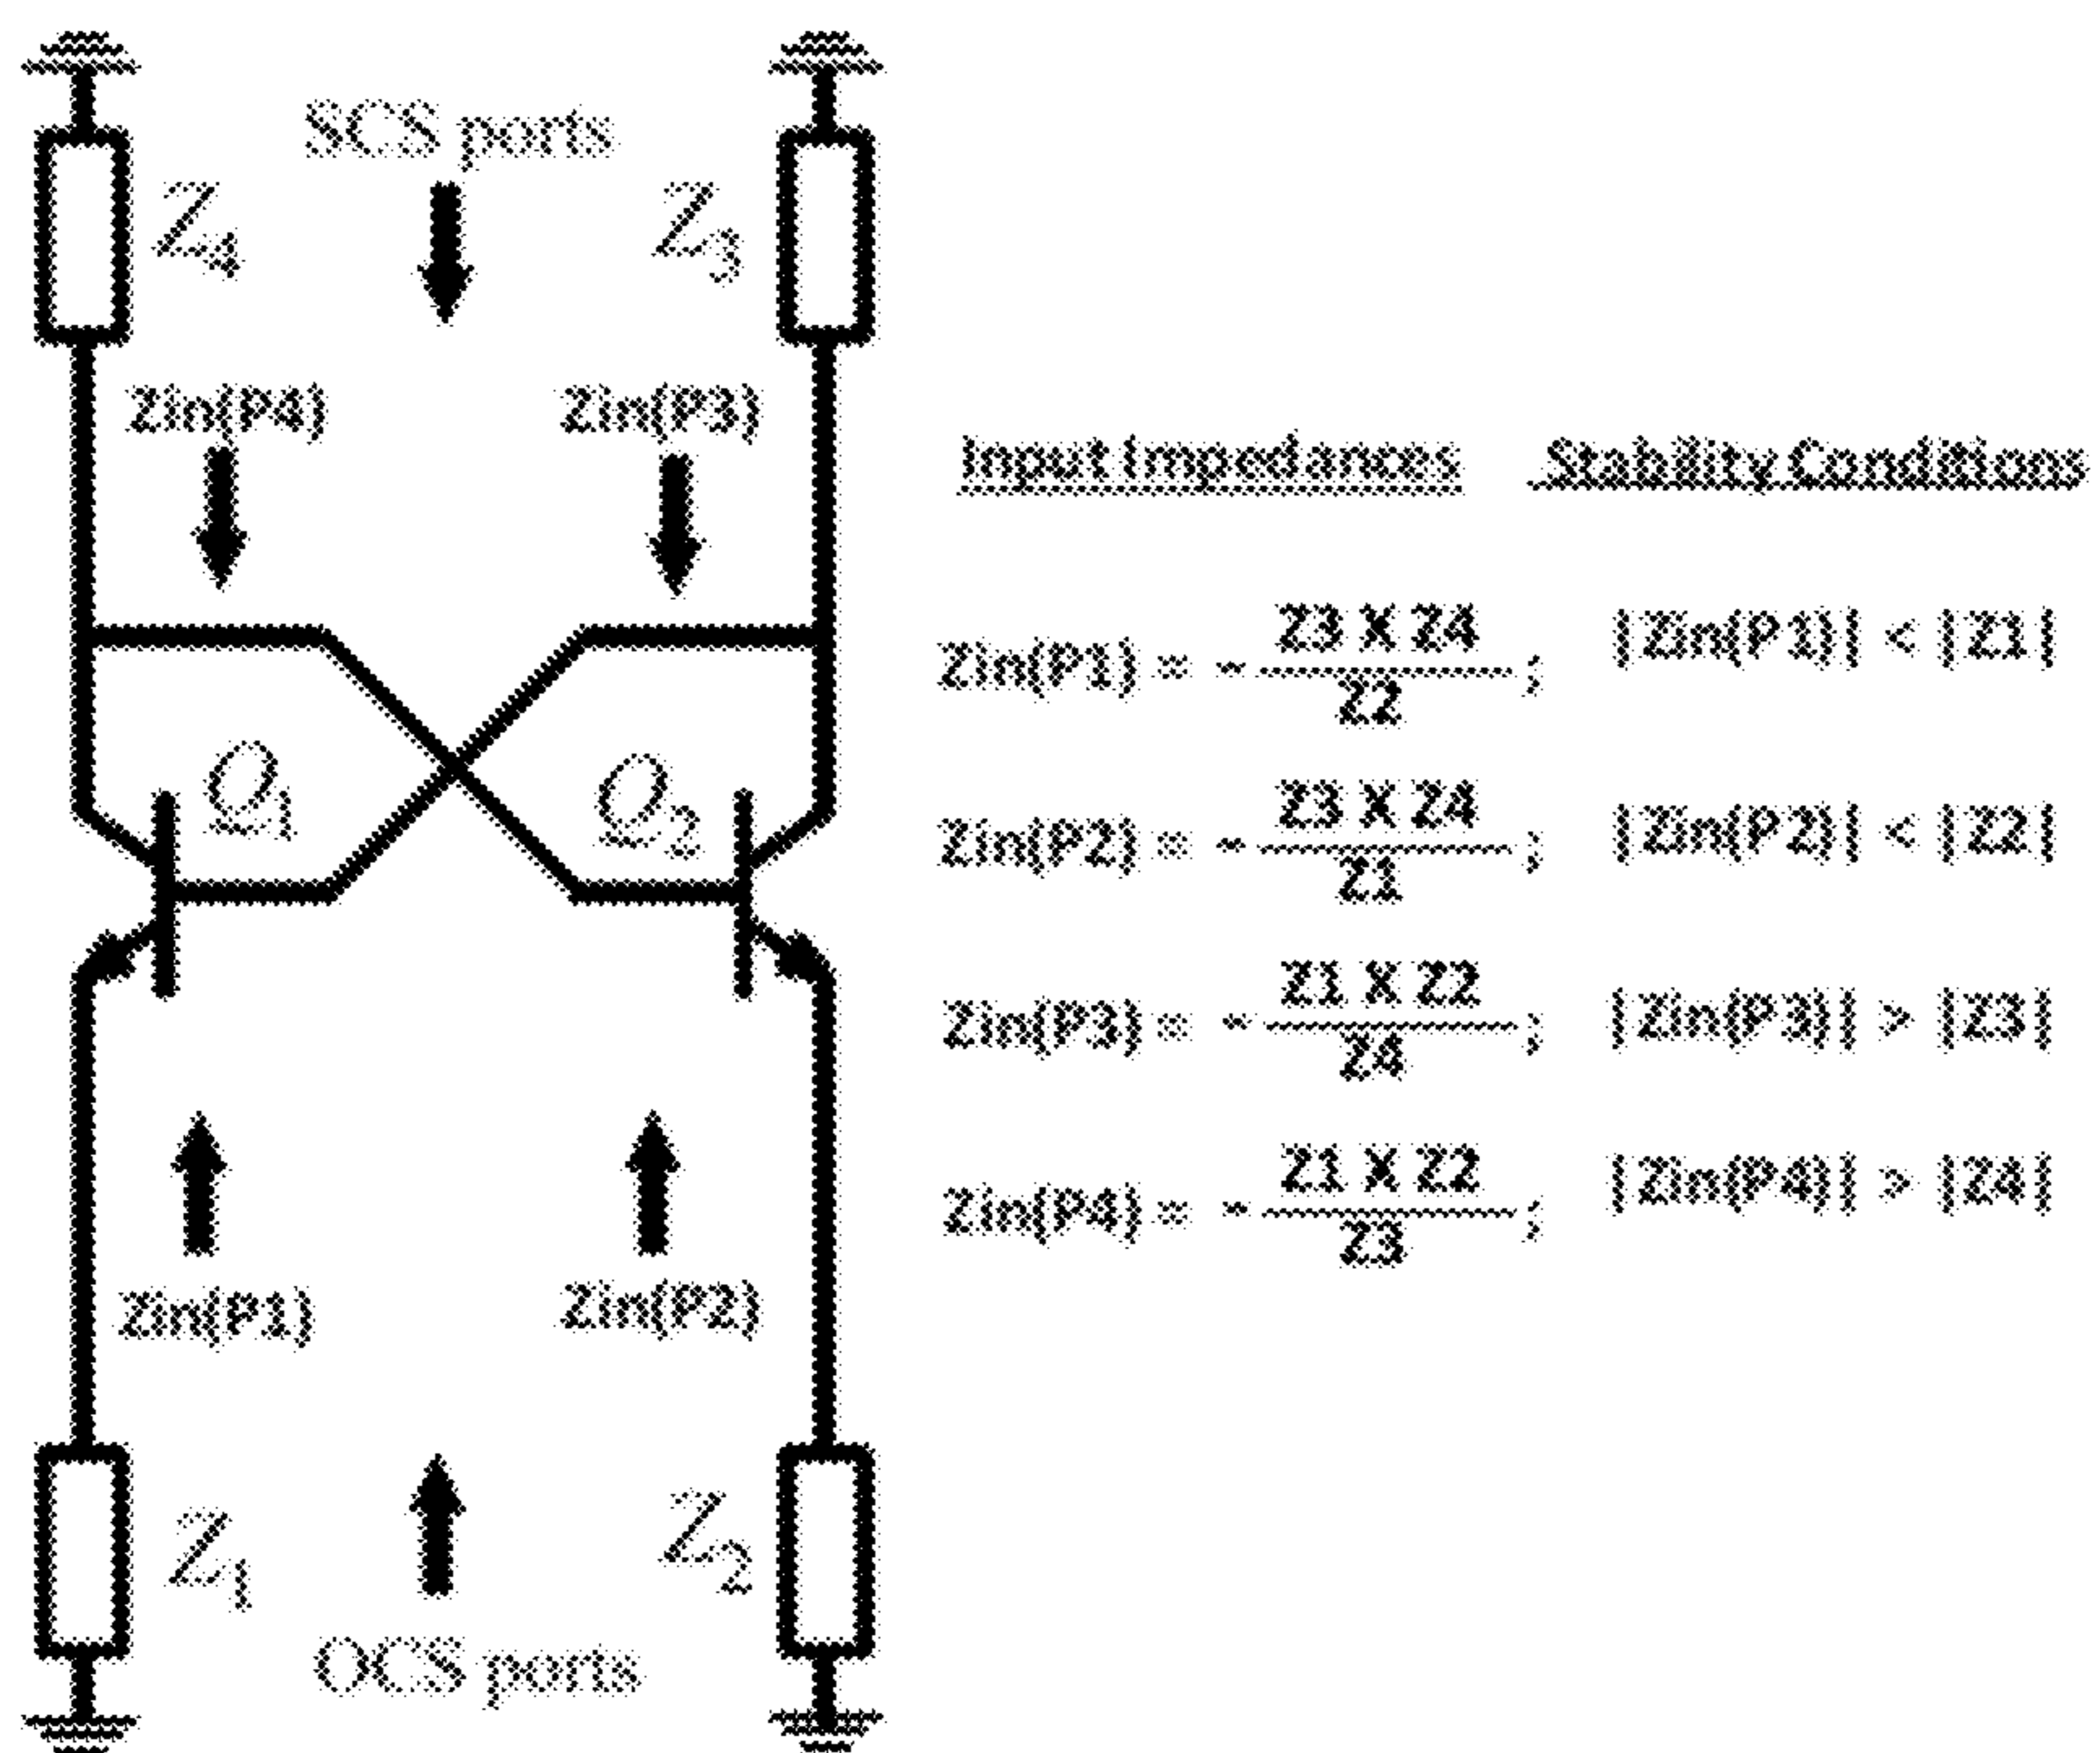 SCS ports
Z4
Z3
Zin(P4)
Zin(P3)
Q1
Q2
Zin(P1)
Zin(P2)
Z1
Z2
OCS ports
Input Impedances Stability Conditions
Zin(P1) = - Z3 X Z4 / Z2 ; |Zin(P1)| < |Z1|
Zin(P2) = - Z3 X Z4 / Z1 ; |Zin(P2)| < |Z2|
Zin(P3) = - Z1 X Z2 / Z4 ; |Zin(P3)| > |Z3|
Zin(P4) = - Z1 X Z2 / Z3 ; |Zin(P4)| > |Z4|